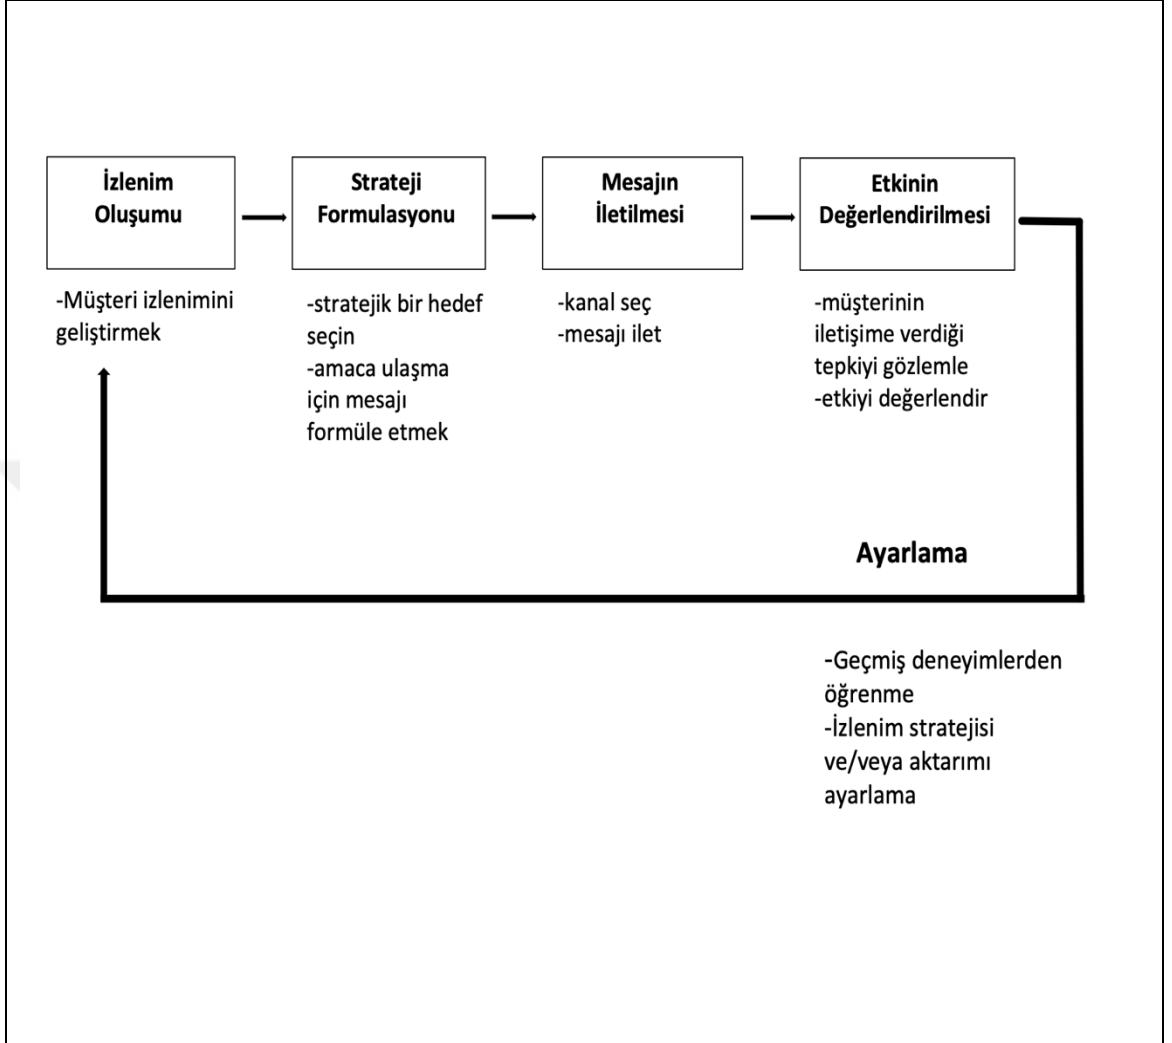 İzlenim
Oluşumu
-Müşteri izlenimini
geliştirmek
Strateji
Formulasyonu
-stratejik bir hedef
seçin
-amaca ulaşma
için mesajı
formüle etmek
Mesajın
İletilmesi
-kanal seç
-mesajı ilet
Etkinin
Değerlendirilmesi
-müşterinin
iletişime verdiği
tepkiyi gözlemle
-etkiyi değerlendir
Ayarlama
-Geçmiş deneyimlerden
öğrenme
-İzlenim stratejisi
ve/veya aktarımı
ayarlama